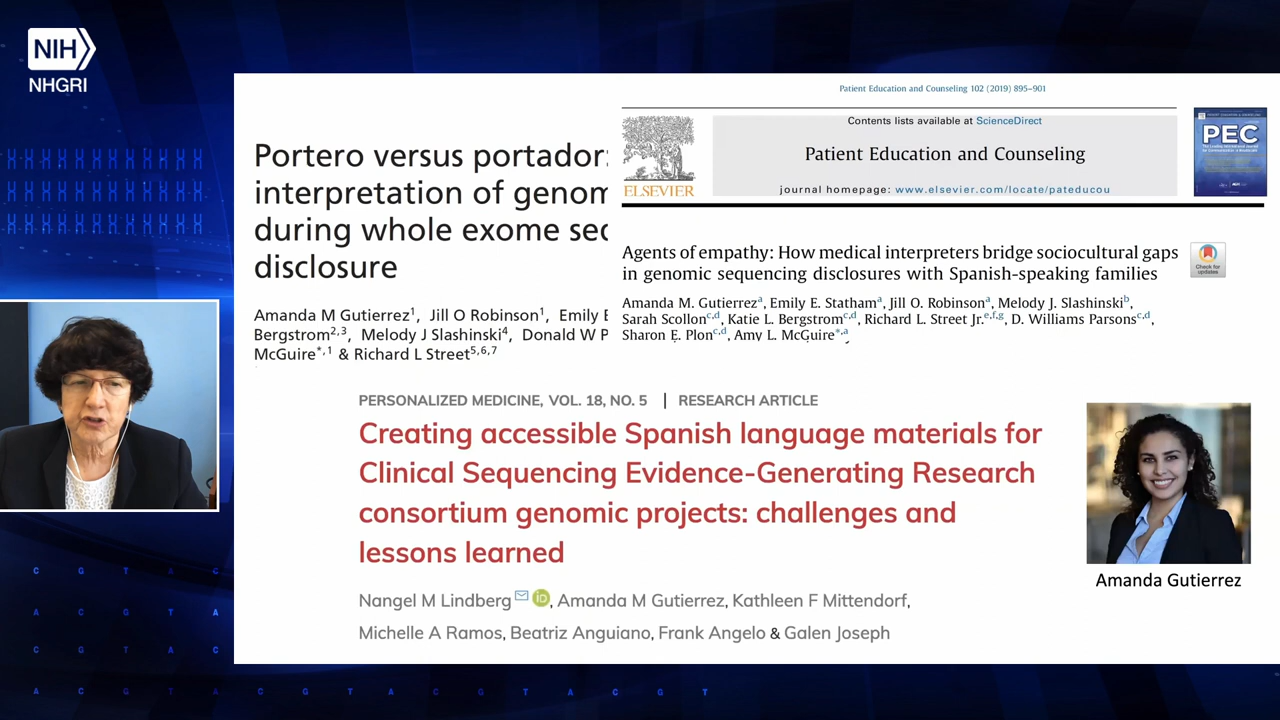 NIH
NHGRI
Patient Education and Counseling 102 (2019) 895–901
Contents lists available at ScienceDirect
Patient Education and Counseling
journal homepage: www.elsevier.com/locate/pateducou
ELSEVIER
PEC
Portero versus portador:
interpretation of genom
during whole exome sec
disclosure
Amanda M Gutierrez1, Jill O Robinson1, Emily E
Bergstrom2,3, Melody J Slashinski4, Donald W P
McGuire*,1 & Richard L Street5,6,7
Agents of empathy: How medical interpreters bridge sociocultural gaps
in genomic sequencing disclosures with Spanish-speaking families
Check for
updates
Amanda M. Gutierreza, Emily E. Stathama, Jill O. Robinsona, Melody J. Slashinskib,
Sarah Scollonc,d, Katie L. Bergstromc,d, Richard L. Street Jr.e,f,g, D. Williams Parsonsc,d,
Sharon E. Plonc,d, Amy L. McGuire*,a
PERSONALIZED MEDICINE, VOL. 18, NO. 5 | RESEARCH ARTICLE
Creating accessible Spanish language materials for
Clinical Sequencing Evidence-Generating Research
consortium genomic projects: challenges and
lessons learned
Nangel M Lindberg iD, Amanda M Gutierrez, Kathleen F Mittendorf,
Michelle A Ramos, Beatriz Anguiano, Frank Angelo & Galen Joseph
Amanda Gutierrez
C G T A C
A C G T A
C G T A C
A C G T A C G T A C G T A C G T